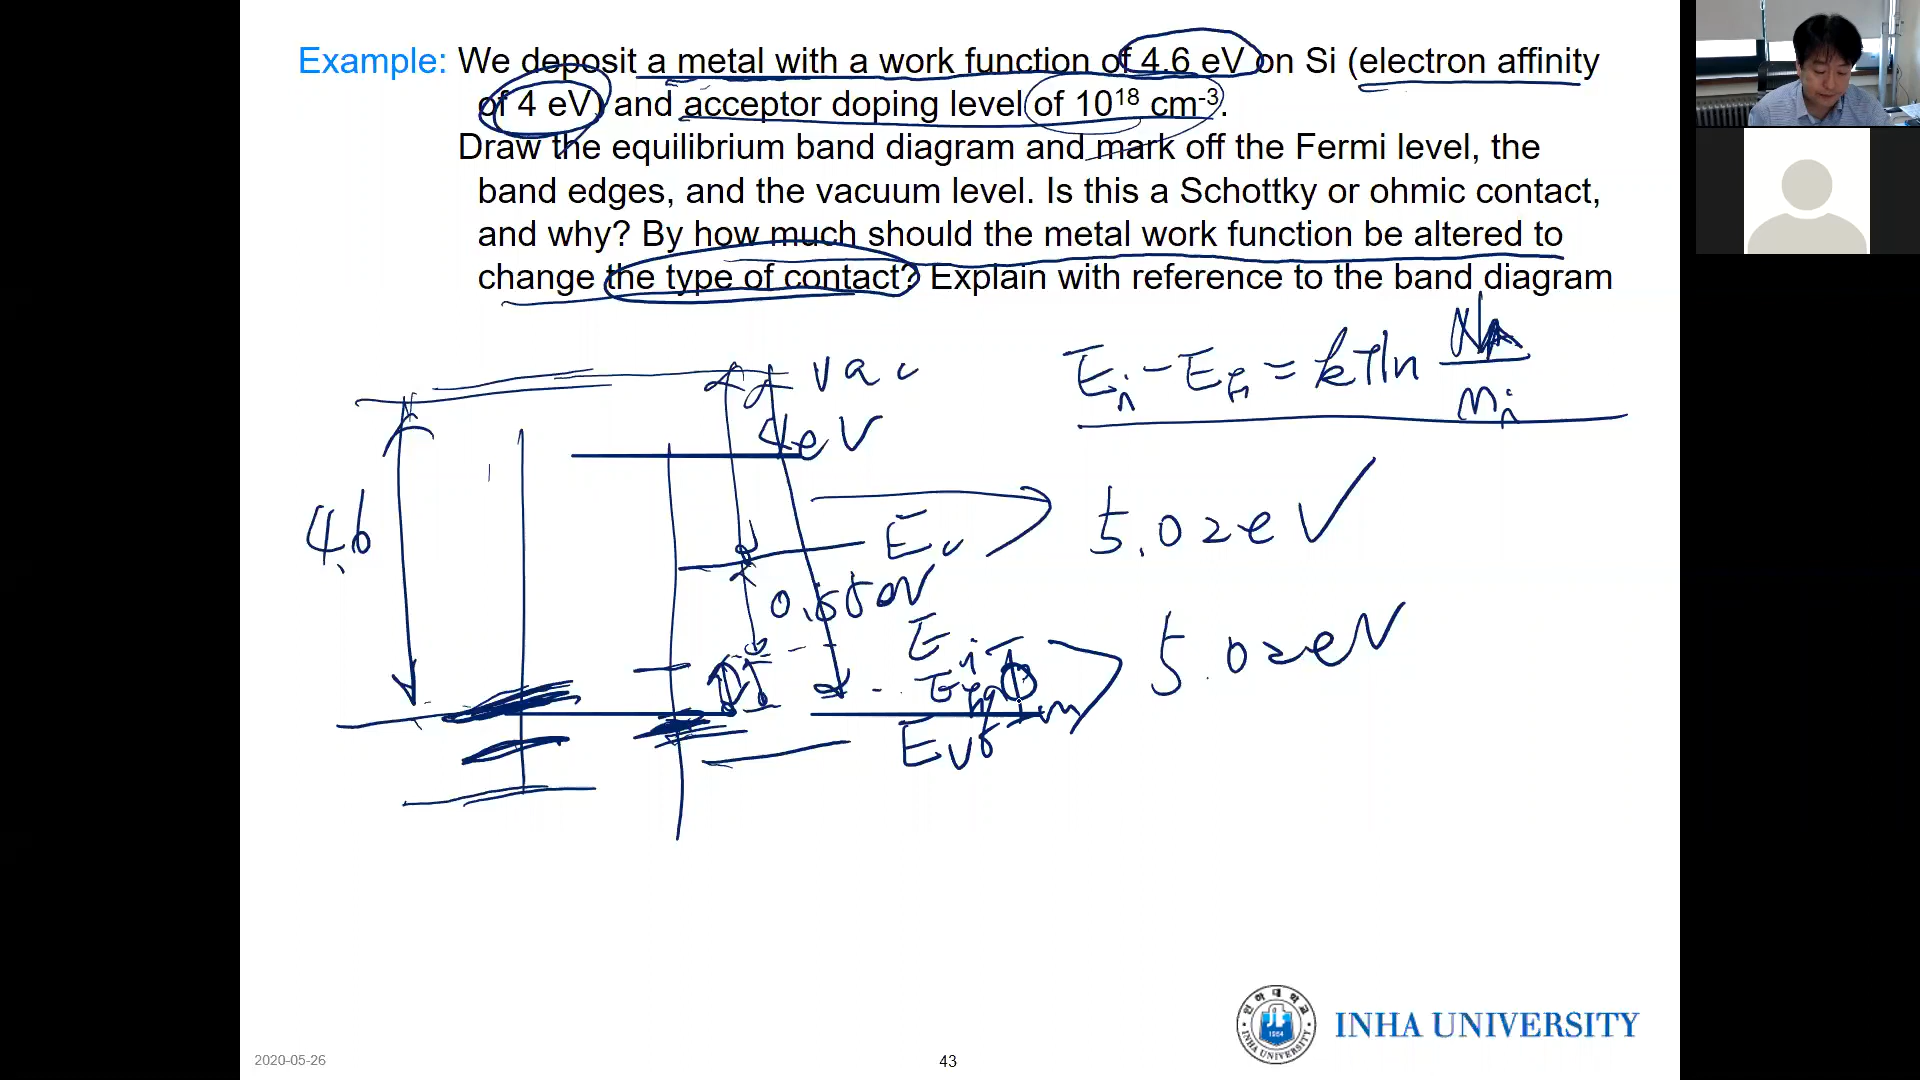 Example: We deposit a metal with a work function of 4.6 eV on Si (electron affinity
of 4 eV) and acceptor doping level of 10¹⁸ cm⁻³.
Draw the equilibrium band diagram and mark off the Fermi level, the
band edges, and the vacuum level. Is this a Schottky or ohmic contact,
and why? By how much should the metal work function be altered to
change the type of contact? Explain with reference to the band diagram
vac
4eV
4.6
Ei - EF = kTln NA/ni
5.02eV
Ec
0.55eV
Ei
5.02eV
INHA UNIVERSITY
2020-05-26
43